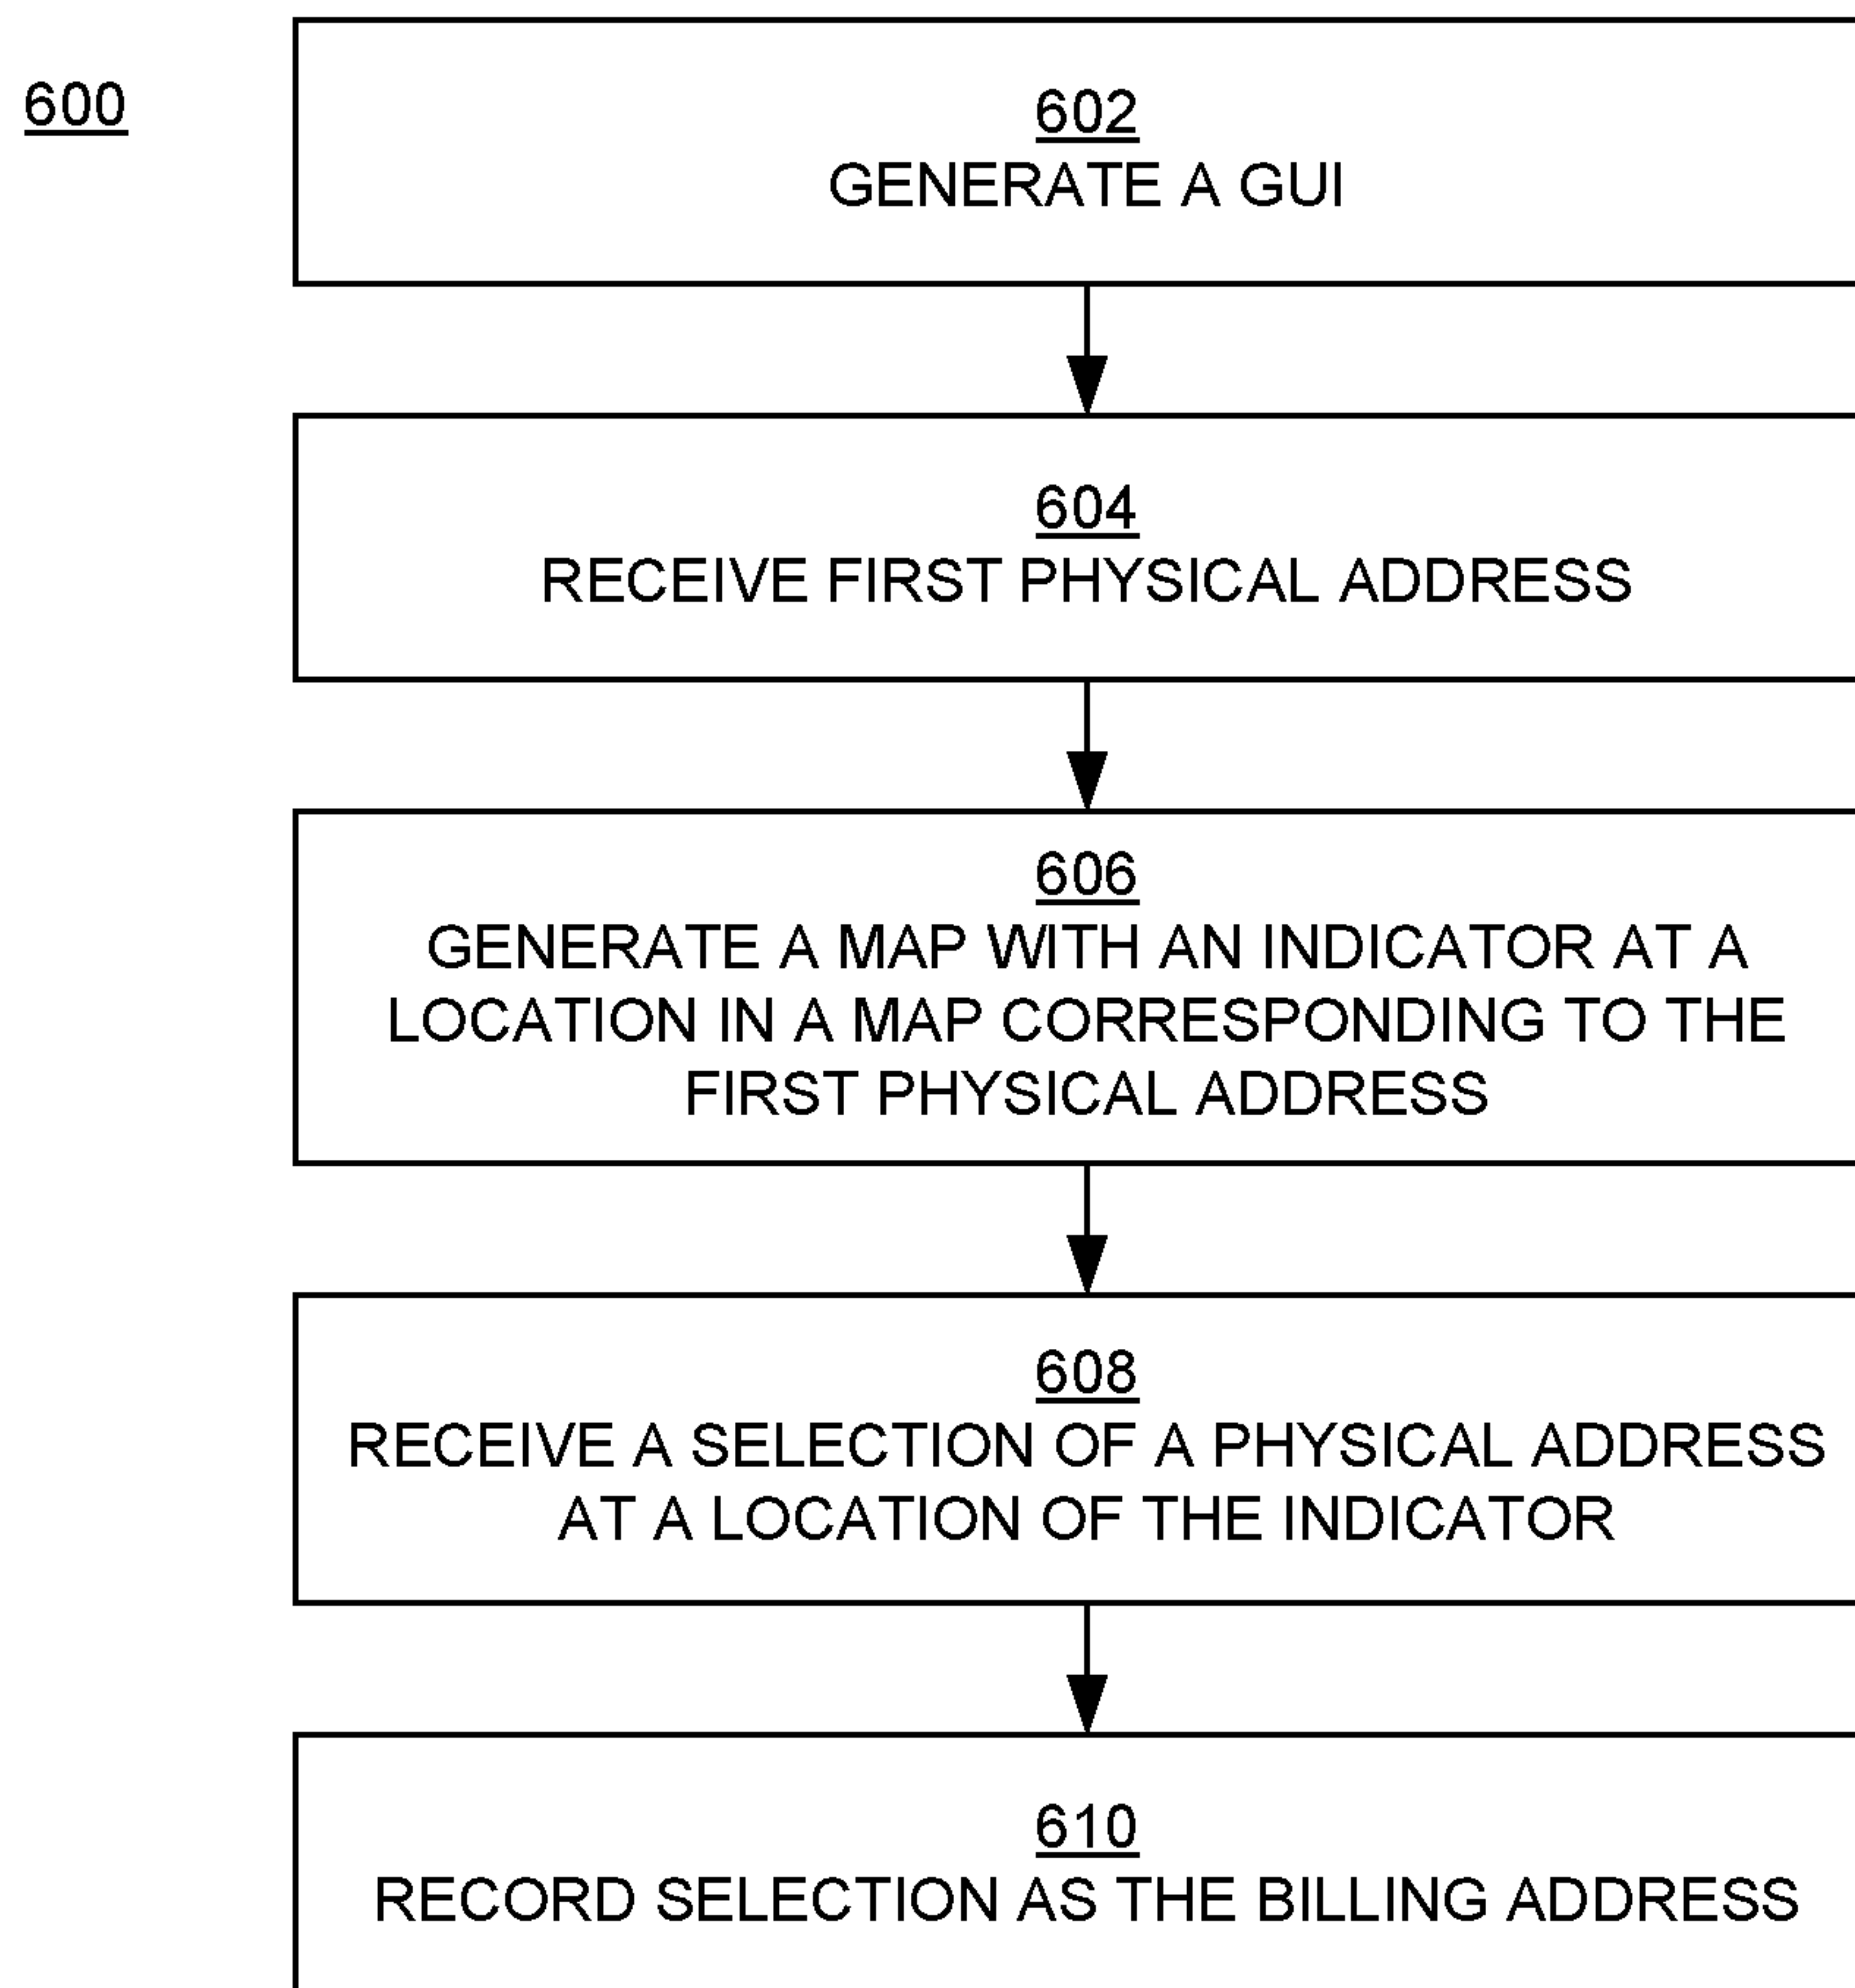 600
602
GENERATE A GUI
604
RECEIVE FIRST PHYSICAL ADDRESS
606
GENERATE A MAP WITH AN INDICATOR AT A
LOCATION IN A MAP CORRESPONDING TO THE
FIRST PHYSICAL ADDRESS
608
RECEIVE A SELECTION OF A PHYSICAL ADDRESS
AT A LOCATION OF THE INDICATOR
610
RECORD SELECTION AS THE BILLING ADDRESS